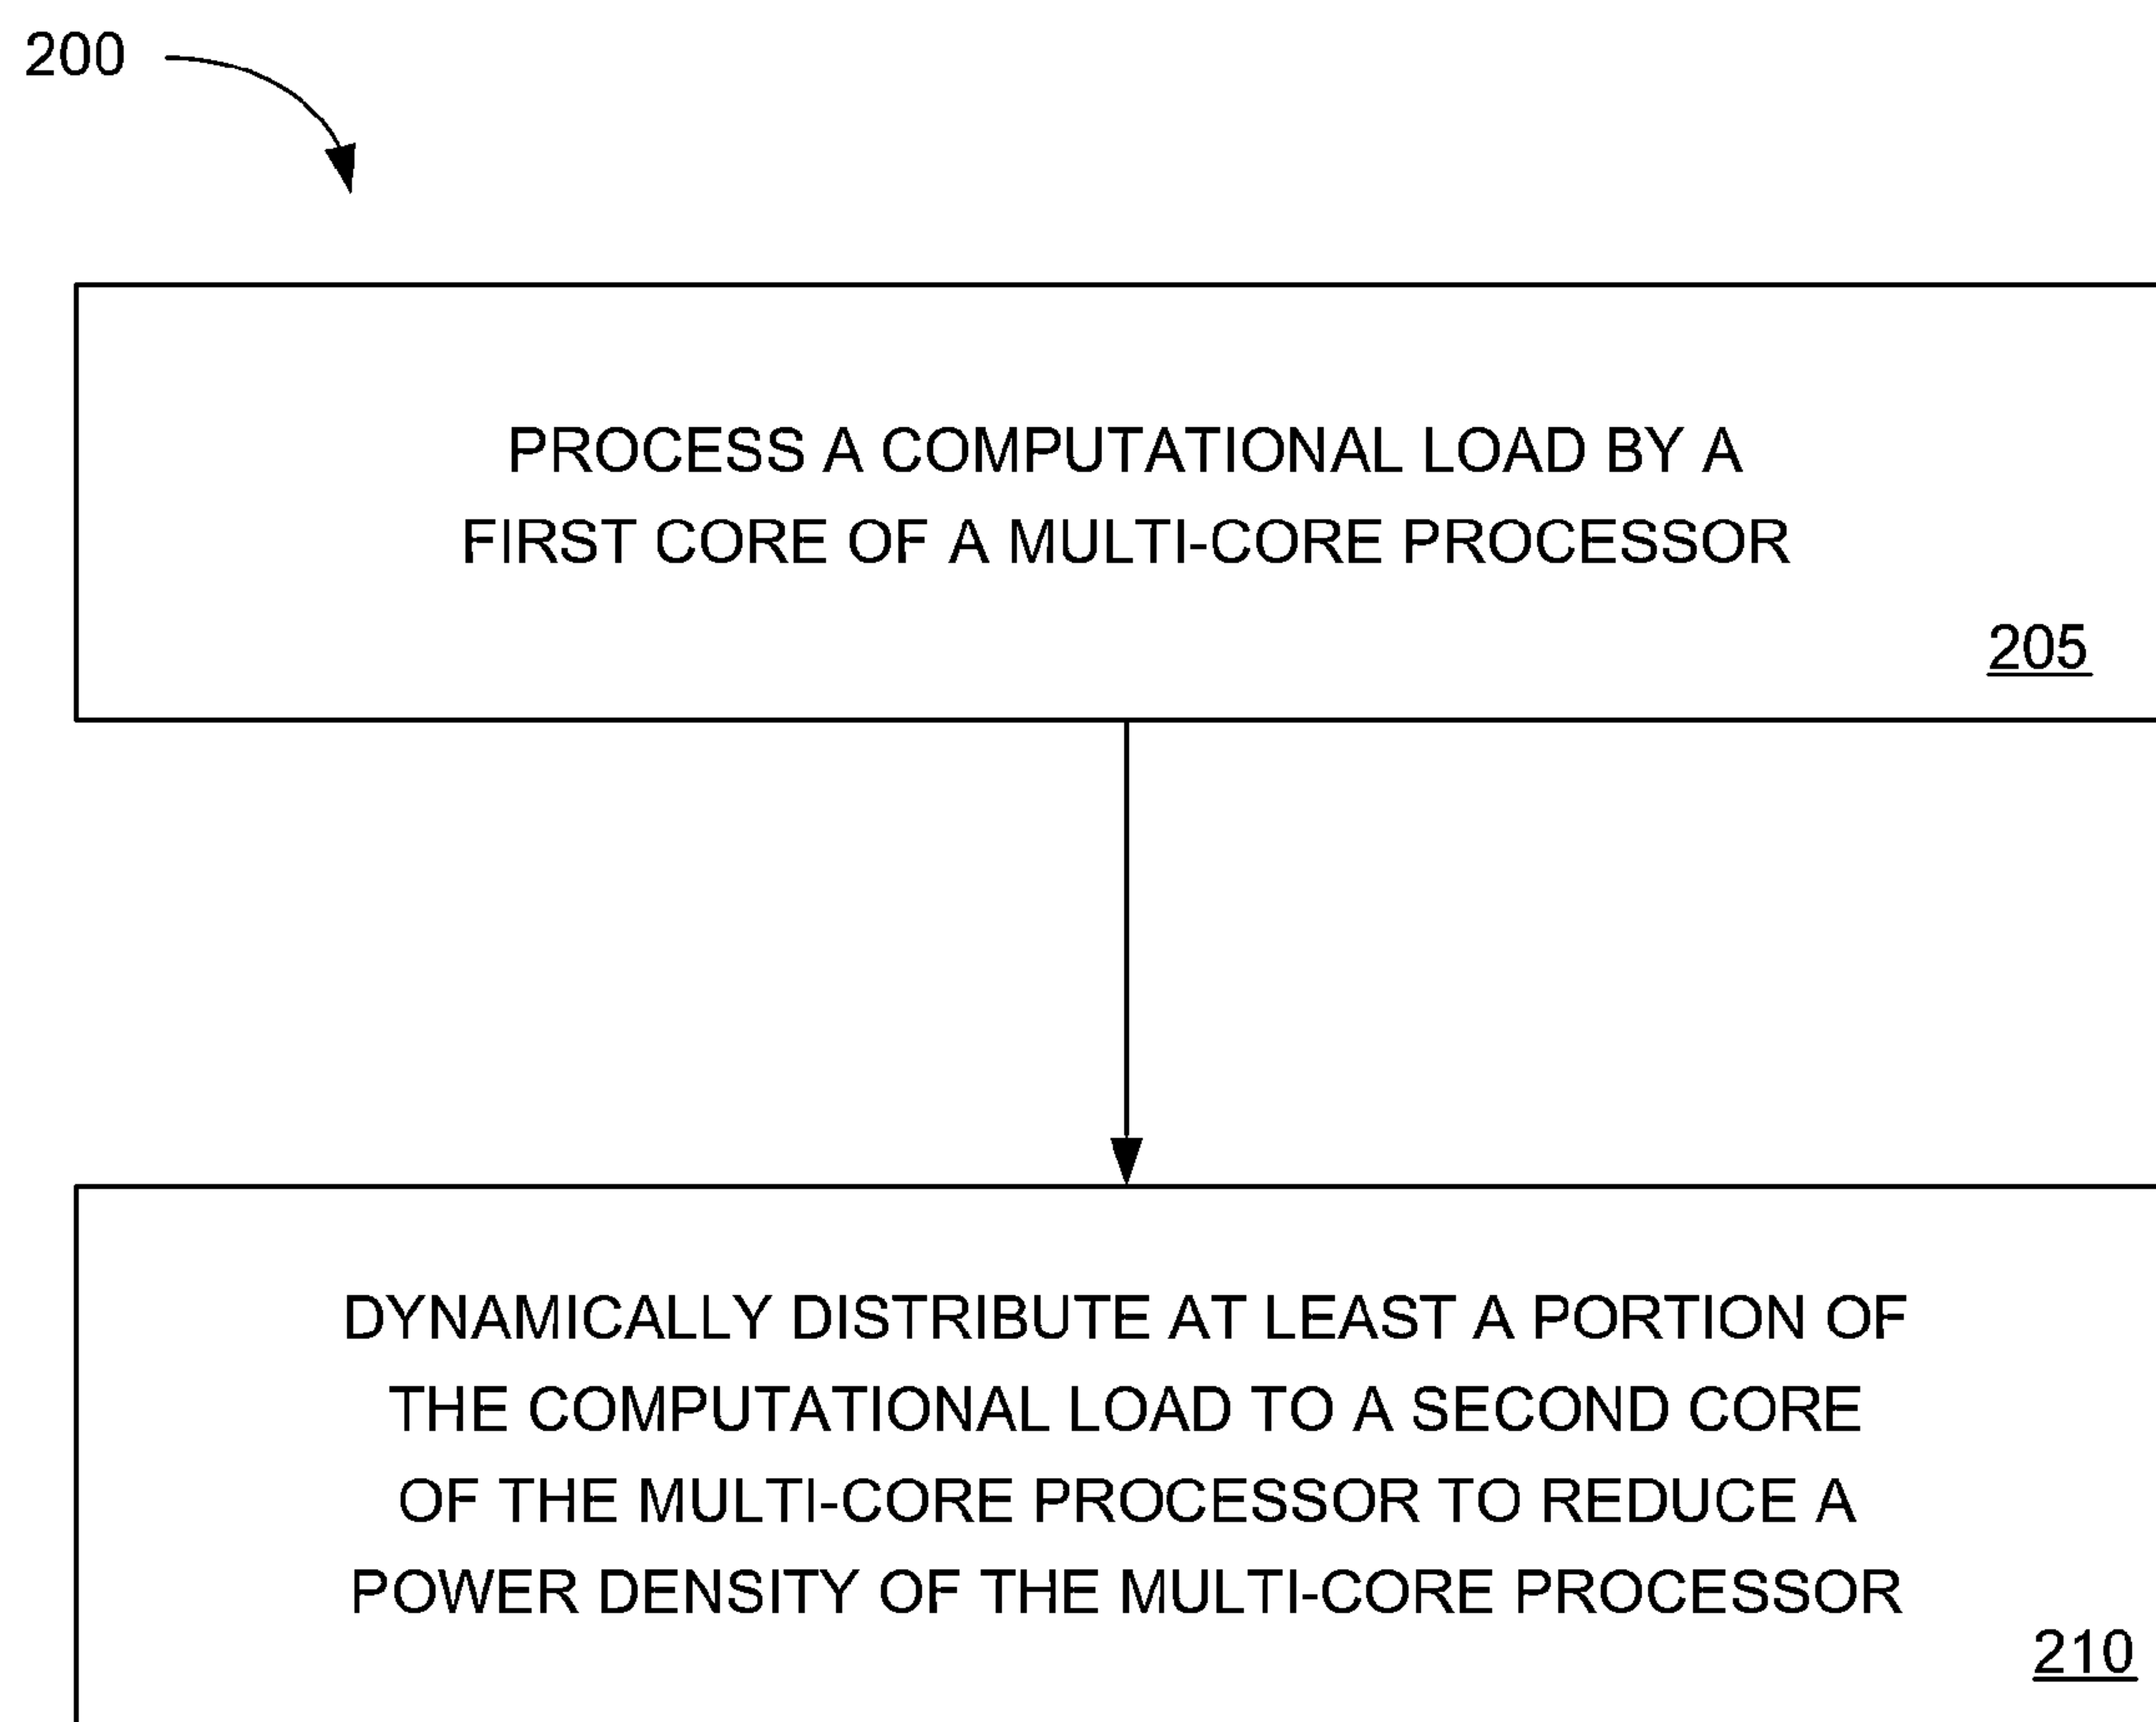 200
PROCESS A COMPUTATIONAL LOAD BY A
FIRST CORE OF A MULTI-CORE PROCESSOR
205
DYNAMICALLY DISTRIBUTE AT LEAST A PORTION OF
THE COMPUTATIONAL LOAD TO A SECOND CORE
OF THE MULTI-CORE PROCESSOR TO REDUCE A
POWER DENSITY OF THE MULTI-CORE PROCESSOR
210